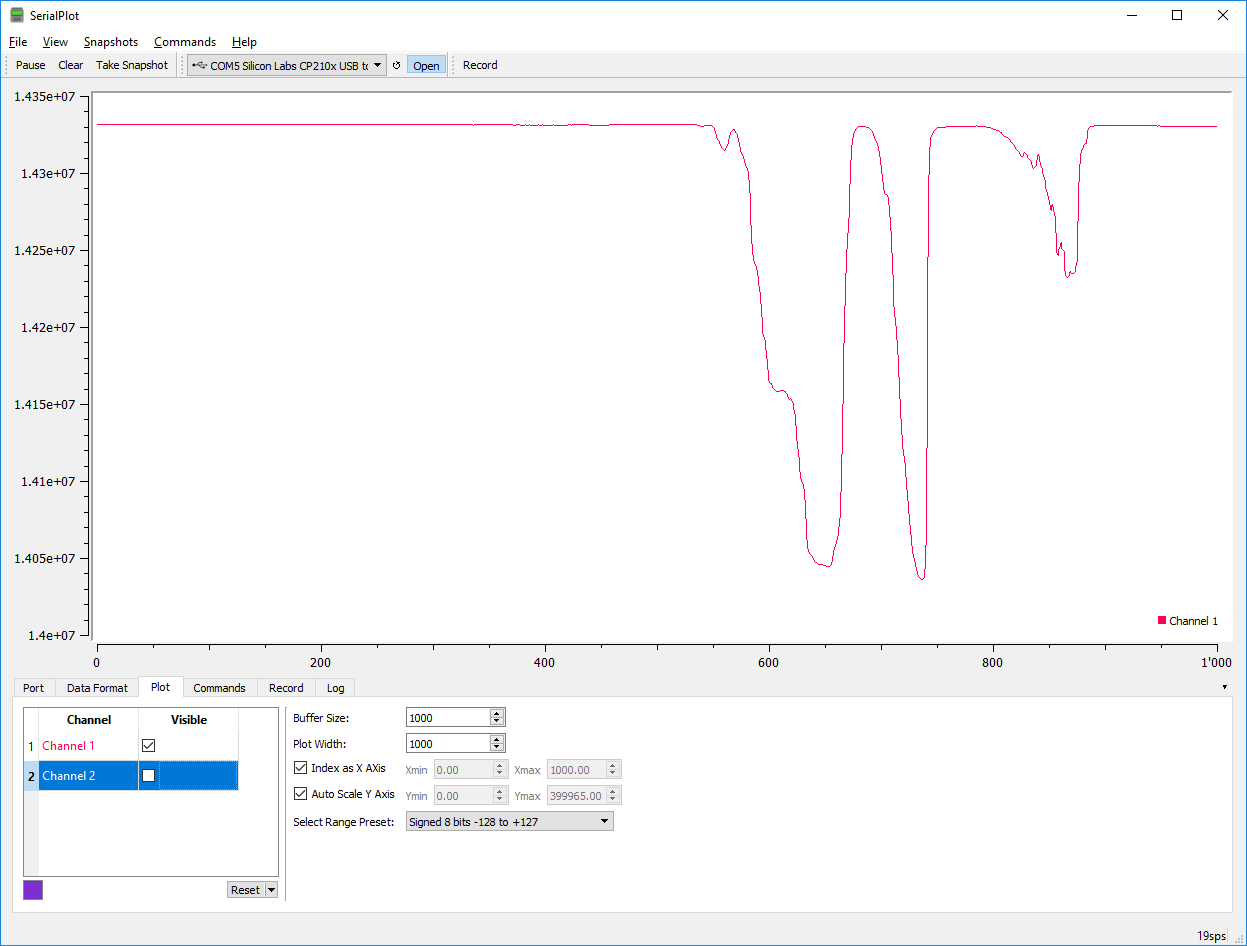 SerialPlot
File View Snapshots Commands Help
Pause Clear Take Snapshot COM5 Silicon Labs CP210x USB to Open Record
1.435e+07
1.43e+07
1.425e+07
1.42e+07
1.415e+07
1.41e+07
1.405e+07
1.4e+07
Channel 1
0 200 400 600 800 1'000
Port Data Format Plot Commands Record Log
Channel Visible
1 Channel 1
2 Channel 2
Reset
Buffer Size: 1000
Plot Width: 1000
Index as X AXis Xmin 0.00 Xmax 1000.00
Auto Scale Y Axis Ymin 0.00 Ymax 399965.00
Select Range Preset: Signed 8 bits -128 to +127
19sps